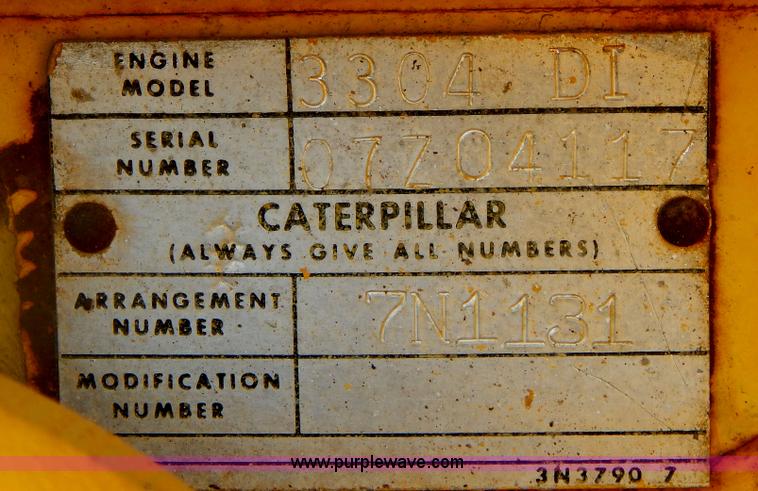 ENGINE MODEL 3304 DI
SERIAL NUMBER 07Z04117
CATERPILLAR
(ALWAYS GIVE ALL NUMBERS)
ARRANGEMENT NUMBER 7N1131
MODIFICATION NUMBER
www.purplewave.com
3N3790 7